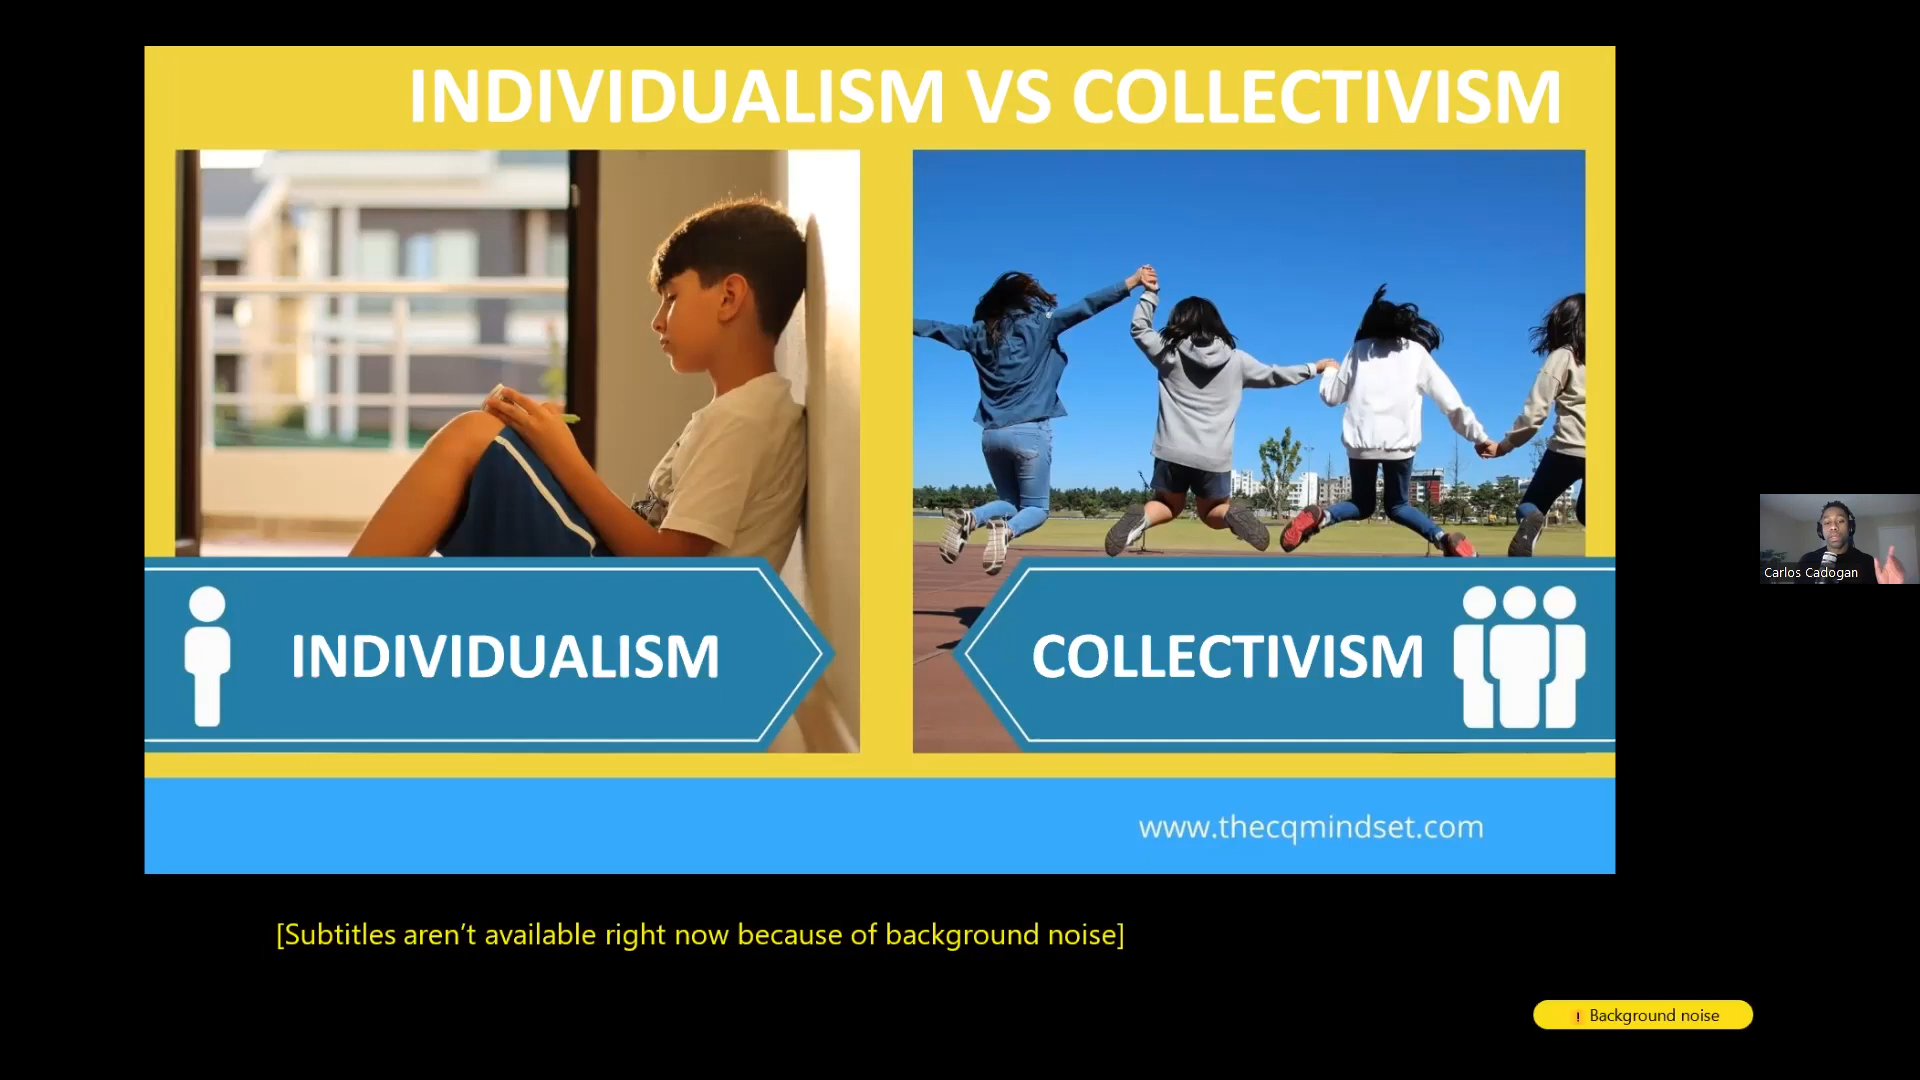 INDIVIDUALISM VS COLLECTIVISM
INDIVIDUALISM
COLLECTIVISM
www.thecqmindset.com
Carlos Cadogan
[Subtitles aren’t available right now because of background noise]
! Background noise